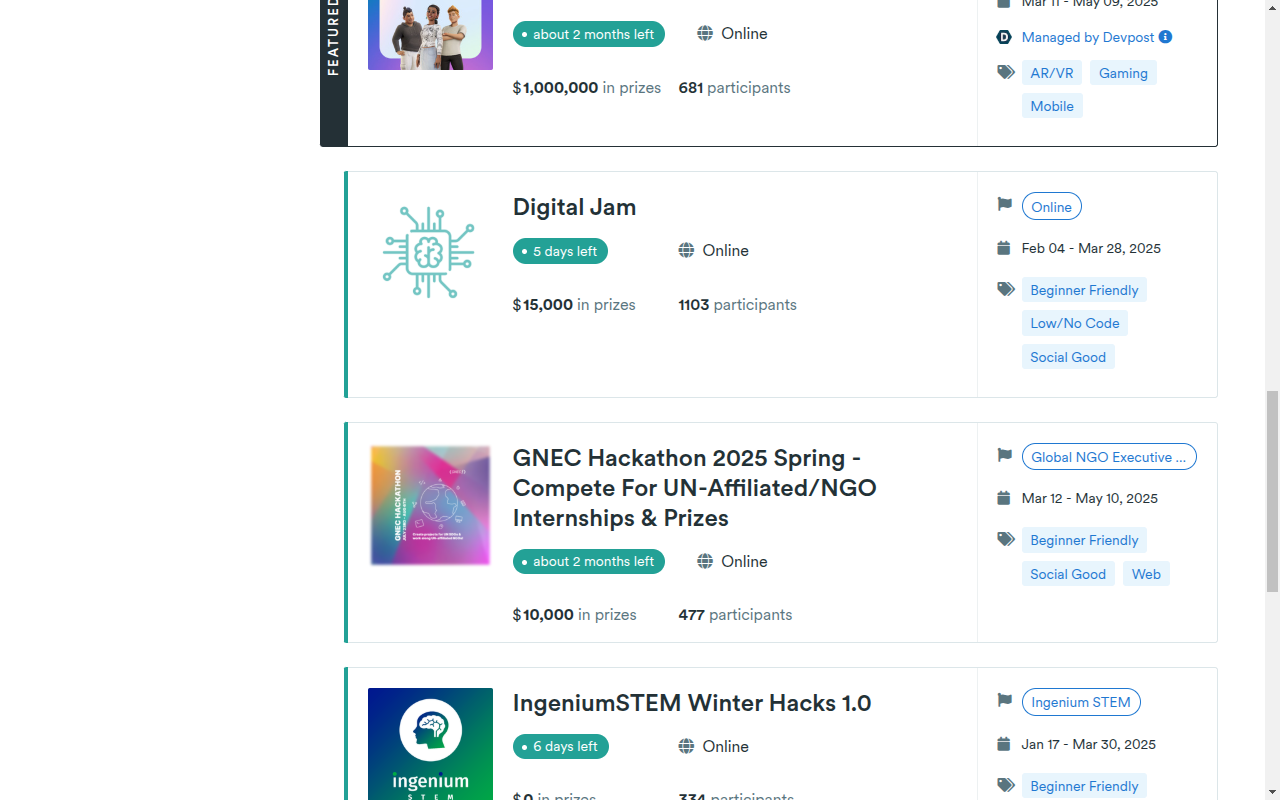 FEATURED
about 2 months left
Online
$1,000,000 in prizes
681 participants
Mar 11 - May 09, 2025
Managed by Devpost
AR/VR
Gaming
Mobile
Digital Jam
5 days left
Online
$15,000 in prizes
1103 participants
Online
Feb 04 - Mar 28, 2025
Beginner Friendly
Low/No Code
Social Good
GNEC HACKATHON
GNEC Hackathon 2025 Spring -
Compete For UN-Affiliated/NGO
Internships & Prizes
about 2 months left
Online
$10,000 in prizes
477 participants
Global NGO Executive ...
Mar 12 - May 10, 2025
Beginner Friendly
Social Good
Web
ingenium
STEM
IngeniumSTEM Winter Hacks 1.0
6 days left
Online
$0 in prizes
334 participants
Ingenium STEM
Jan 17 - Mar 30, 2025
Beginner Friendly